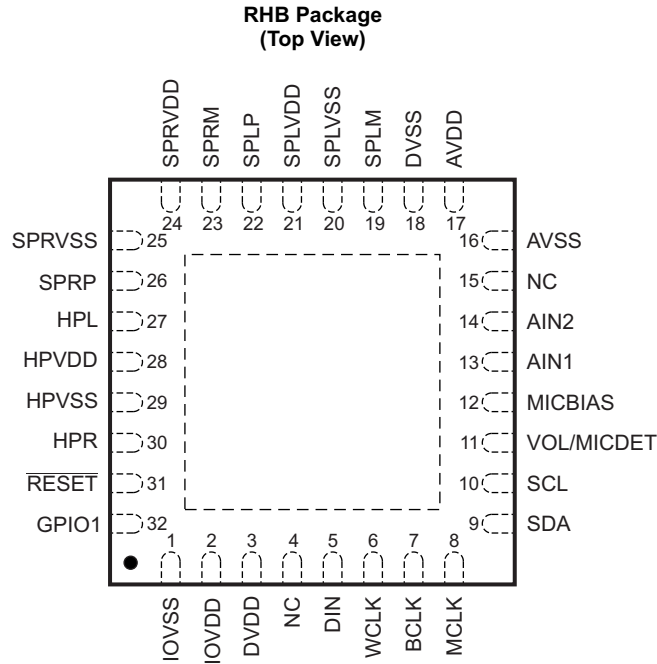 RHB Package
(Top View)
SPRVDD
SPRM
SPLP
SPLVDD
SPLVSS
SPLM
DVSS
AVDD
24 23 22 21 20 19 18 17
SPRVSS 25 16 AVSS
SPRP 26 15 NC
HPL 27 14 AIN2
HPVDD 28 13 AIN1
HPVSS 29 12 MICBIAS
HPR 30 11 VOL/MICDET
RESET 31 10 SCL
GPIO1 32 9 SDA
1 2 3 4 5 6 7 8
IOVSS
IOVDD
DVDD
NC
DIN
WCLK
BCLK
MCLK